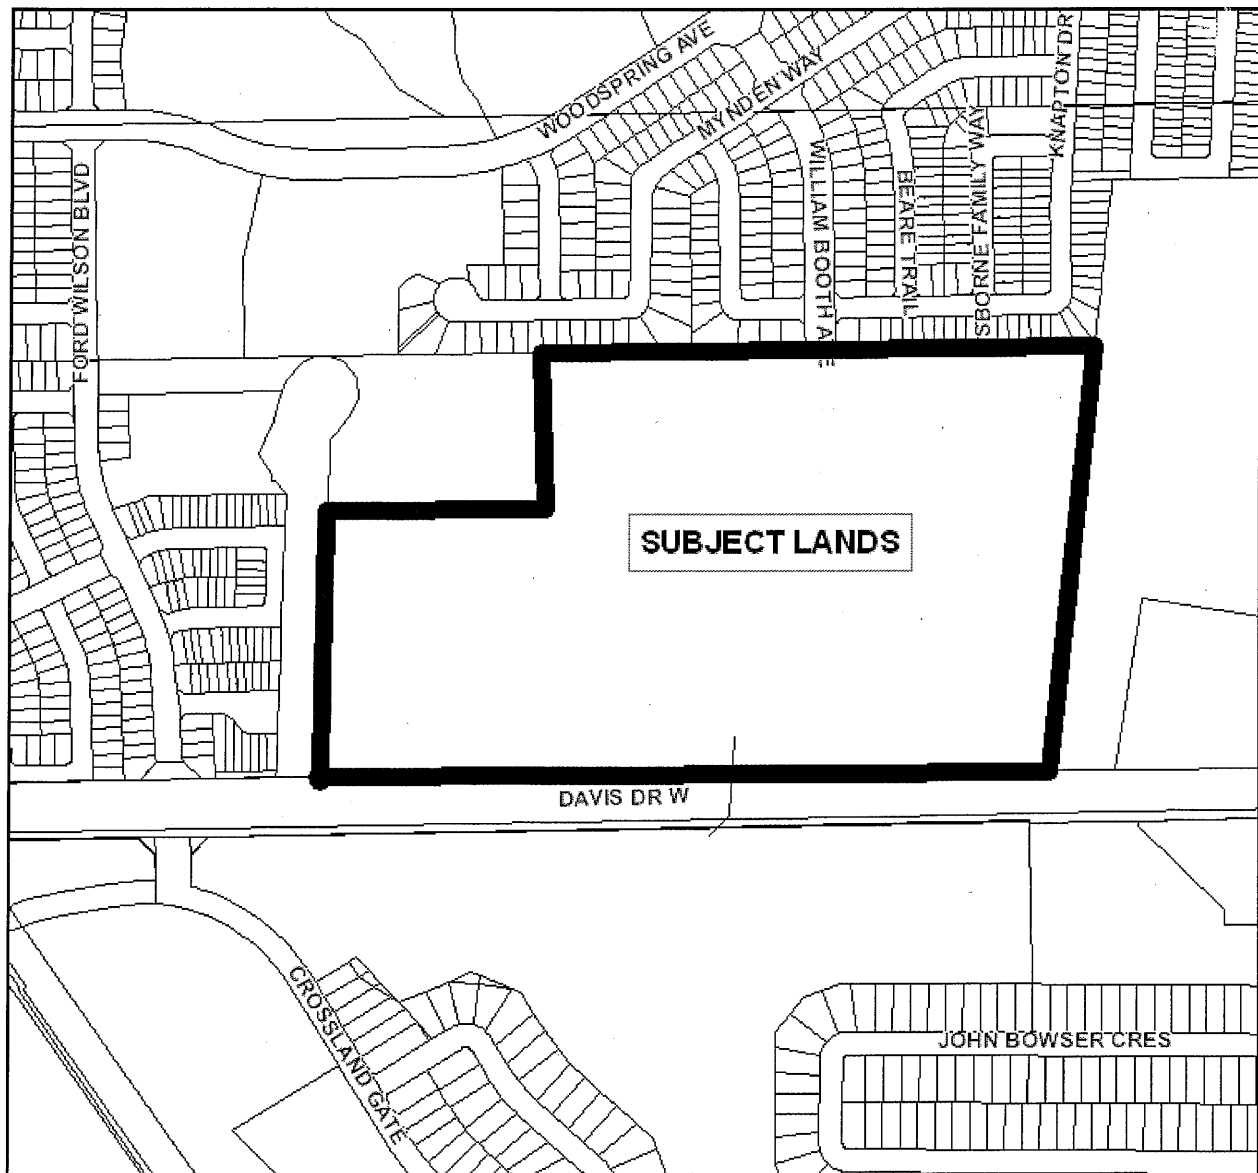 WOODSPRING AVE
MYNDEN WAY
KNAPTON DR
FORD WILSON BLVD
WILLIAM BOOTH A
BEARE TRAIL
SBORNE FAMILY WAY
SUBJECT LANDS
DAVIS DR W
CROSSLAND GATE
JOHN BOWSER CRES